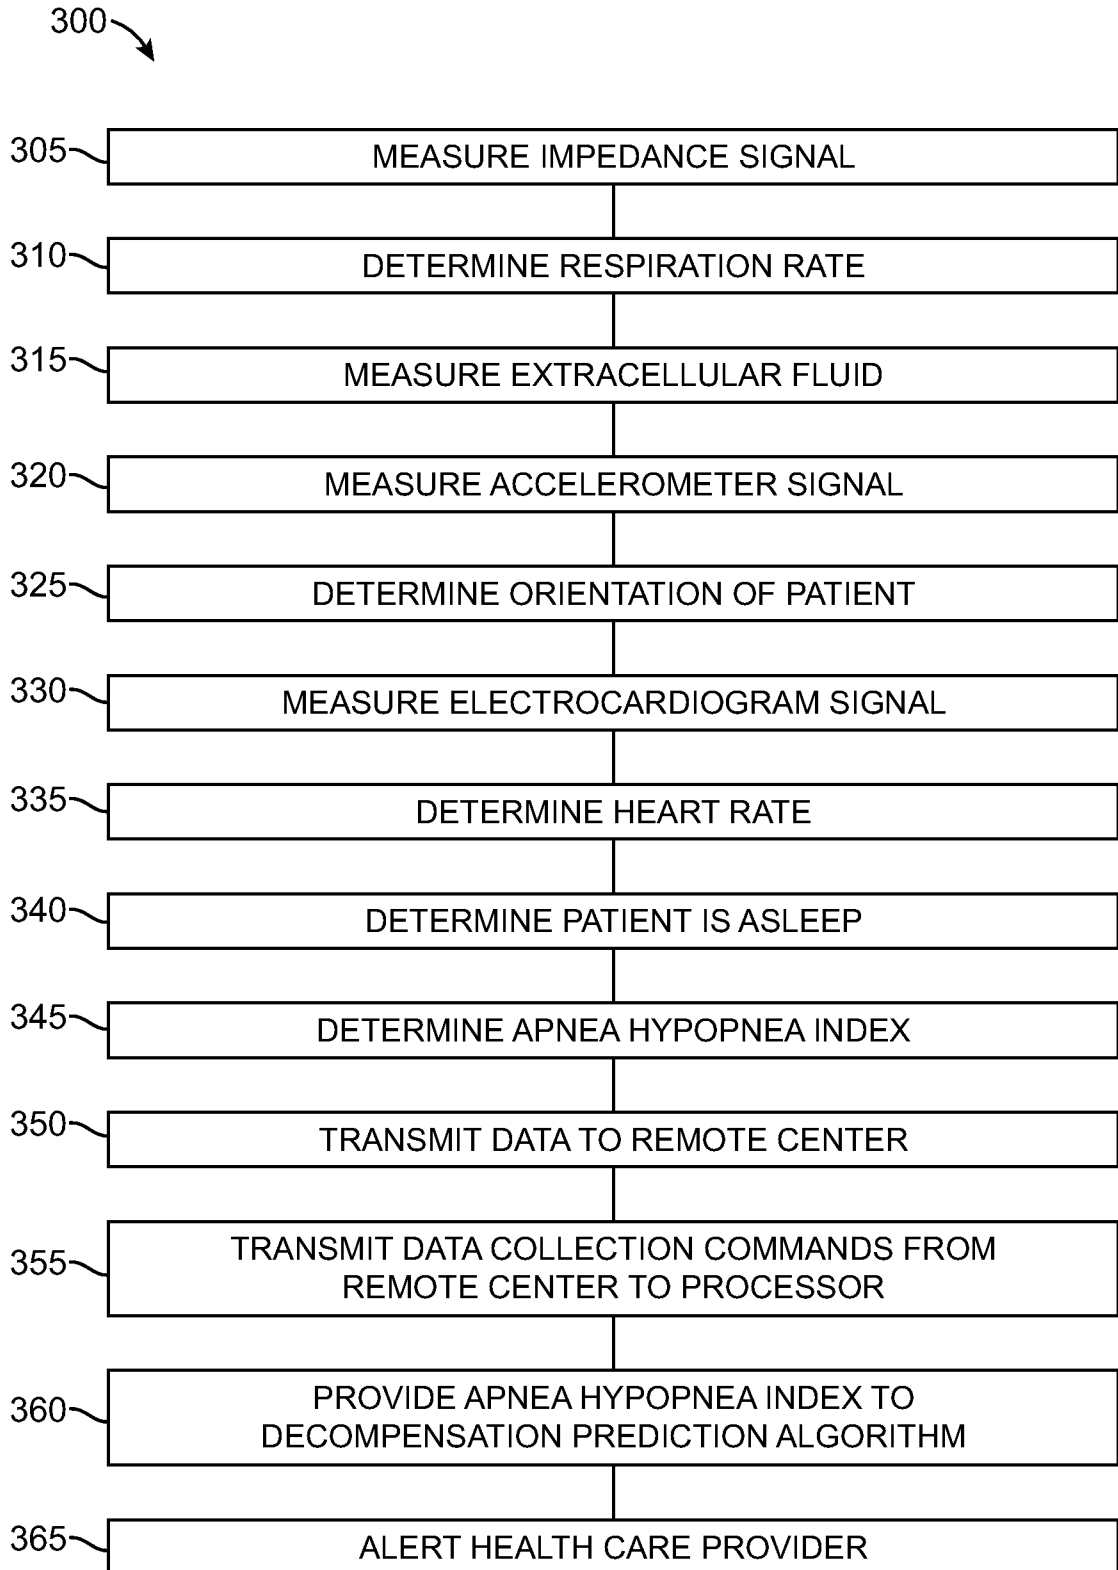 300
305 MEASURE IMPEDANCE SIGNAL
310 DETERMINE RESPIRATION RATE
315 MEASURE EXTRACELLULAR FLUID
320 MEASURE ACCELEROMETER SIGNAL
325 DETERMINE ORIENTATION OF PATIENT
330 MEASURE ELECTROCARDIOGRAM SIGNAL
335 DETERMINE HEART RATE
340 DETERMINE PATIENT IS ASLEEP
345 DETERMINE APNEA HYPOPNEA INDEX
350 TRANSMIT DATA TO REMOTE CENTER
355 TRANSMIT DATA COLLECTION COMMANDS FROM
REMOTE CENTER TO PROCESSOR
360 PROVIDE APNEA HYPOPNEA INDEX TO
DECOMPENSATION PREDICTION ALGORITHM
365 ALERT HEALTH CARE PROVIDER